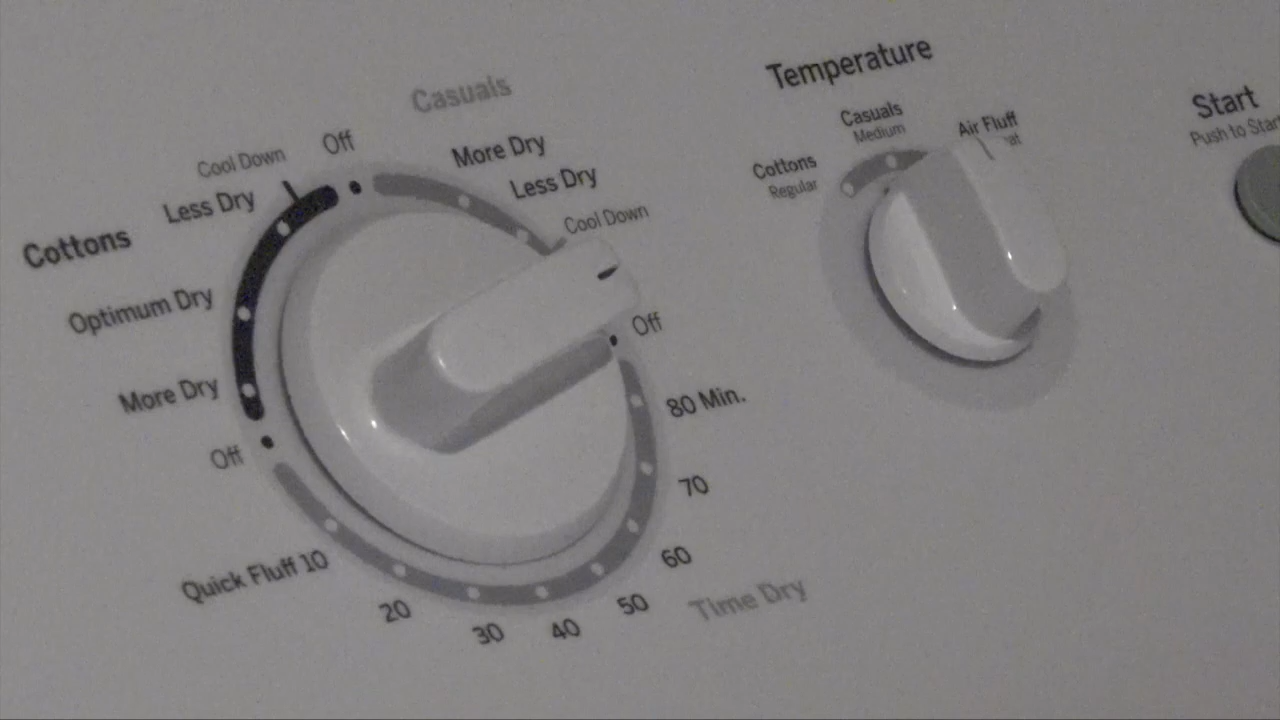 Casuals
Temperature
Start
Push to Start
Cool Down
Off
More Dry
Casuals
Medium
Air Fluff
Less Dry
Less Dry
Cottons
Regular
Cottons
Cool Down
Optimum Dry
Off
More Dry
80 Min.
Off
70
Quick Fluff 10
60
20
30
40
50
Time Dry